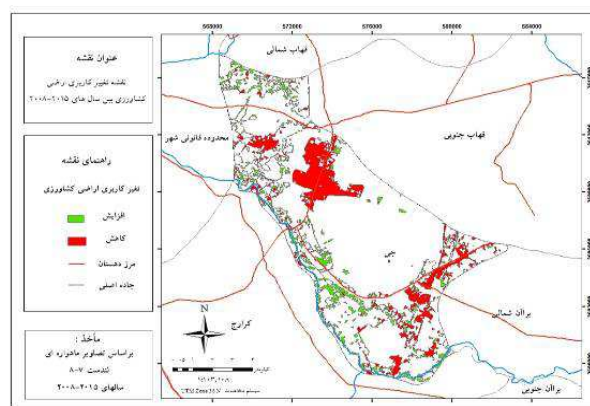 عنوان نقشه
نقشه تغییر کاربری اراضی
کشاورزی بین سال های ۲۰۱۵-۲۰۰۸
راهنمای نقشه
تغییر کاربری اراضی کشاورزی
افزایش
کاهش
مرز دهستان
جاده اصلی
مأخذ :
براساس تصاویر ماهواره ای
لندست ۷-۸
سالهای ۲۰۱۵-۲۰۰۸
568000 572000 576000 580000 584000
قهاب شمالی
قهاب جنوبی
محدوده قانونی شهر
جی
کرارج
براآن شمالی
براآن جنوبی
N